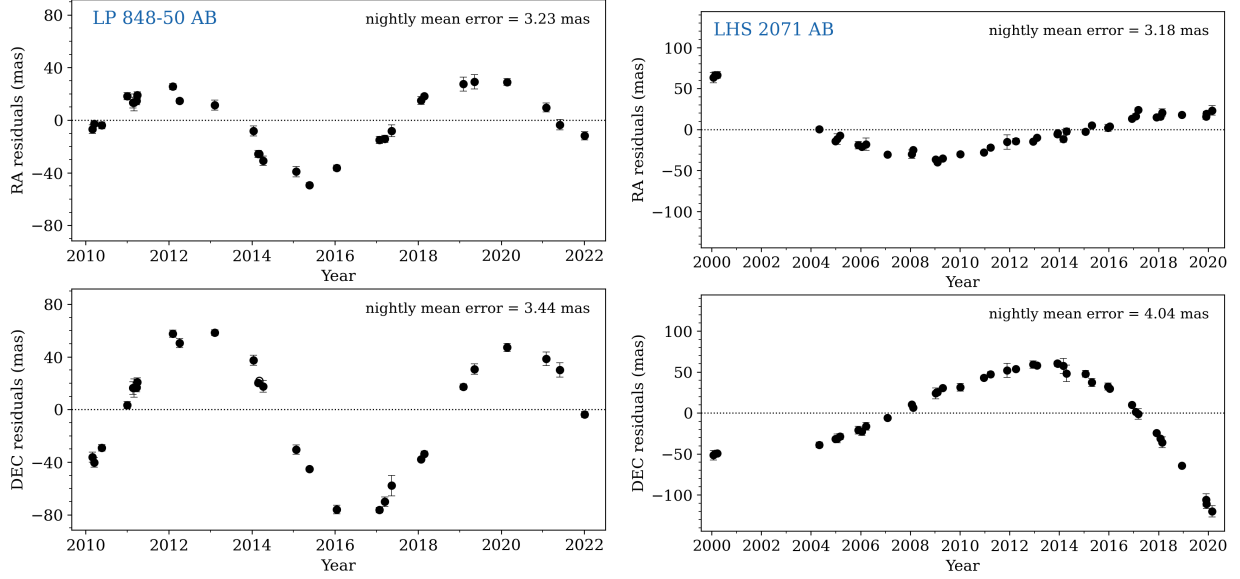 LP 848-50 AB
nightly mean error = 3.23 mas
RA residuals (mas)
80
40
0
−40
−80
2010 2012 2014 2016 2018 2020 2022
Year
nightly mean error = 3.44 mas
DEC residuals (mas)
80
40
0
−40
−80
2010 2012 2014 2016 2018 2020 2022
Year
LHS 2071 AB
nightly mean error = 3.18 mas
RA residuals (mas)
100
50
0
−50
−100
2000 2002 2004 2006 2008 2010 2012 2014 2016 2018 2020
Year
nightly mean error = 4.04 mas
DEC residuals (mas)
100
50
0
−50
−100
2000 2002 2004 2006 2008 2010 2012 2014 2016 2018 2020
Year